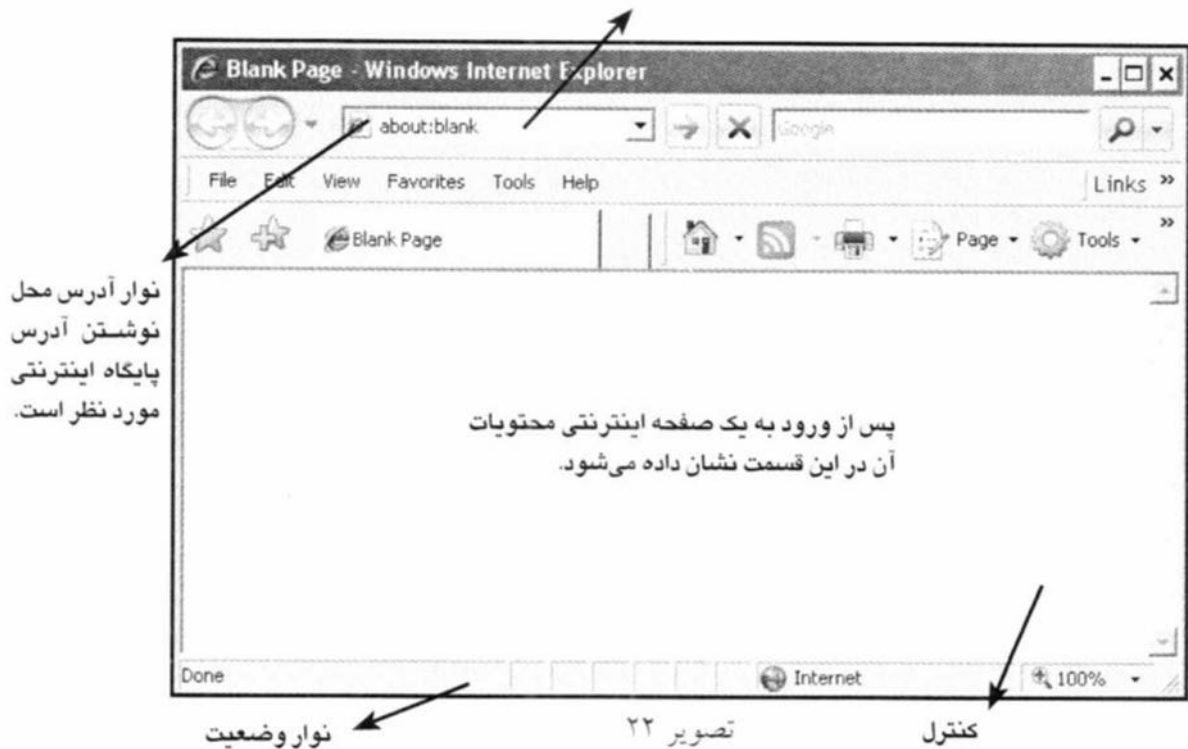 Blank Page - Windows Internet Explorer
about:blank
Google
File Edit View Favorites Tools Help
Links »
Blank Page
Page
Tools
»
نوار آدرس محل
نوشتن آدرس
پایگاه اینترنتی
مورد نظر است.
پس از ورود به یک صفحه اینترنتی محتویات
آن در این قسمت نشان داده می‌شود.
Done
Internet
100%
نوار وضعیت
تصویر ۲۲
کنترل